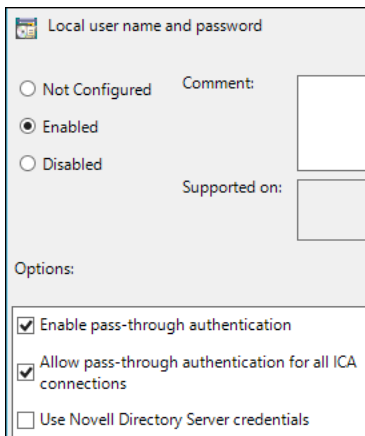 Local user name and password
Not Configured
Comment:
Enabled
Disabled
Supported on:
Options:
Enable pass-through authentication
Allow pass-through authentication for all ICA
connections
Use Novell Directory Server credentials